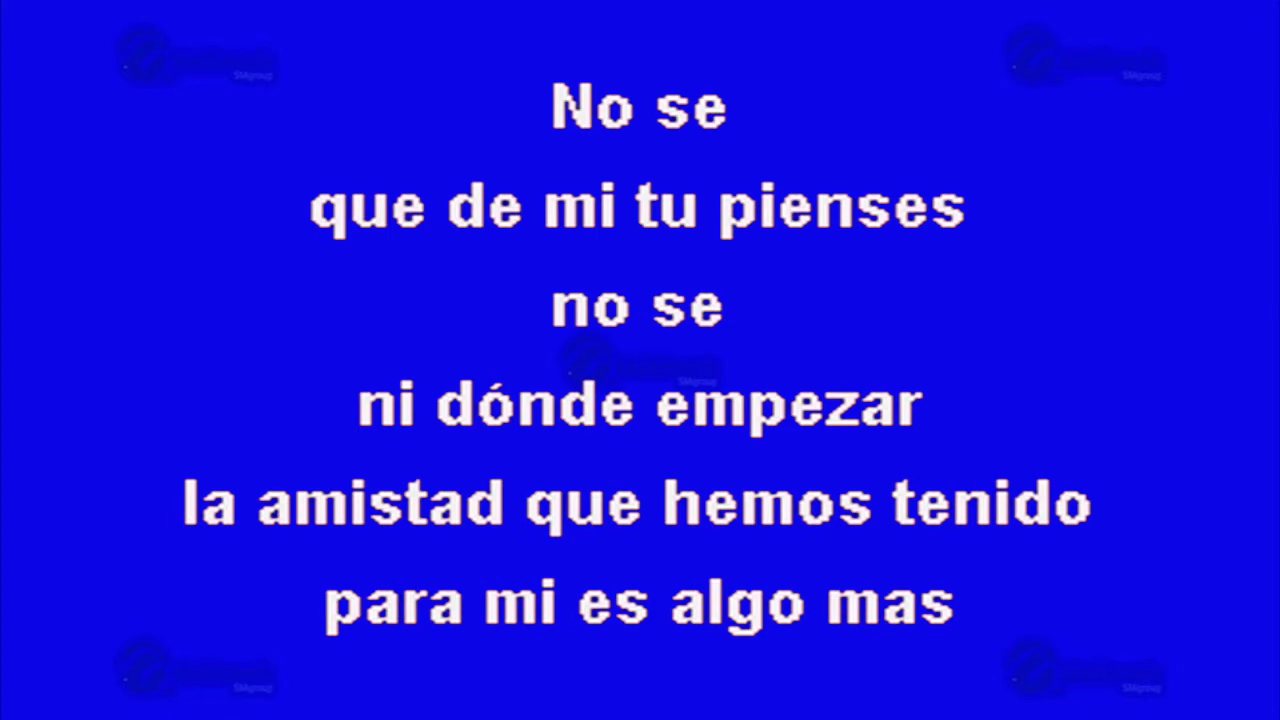 No se
que de mi tu pienses
no se
ni dónde empezar
la amistad que hemos tenido
para mi es algo mas